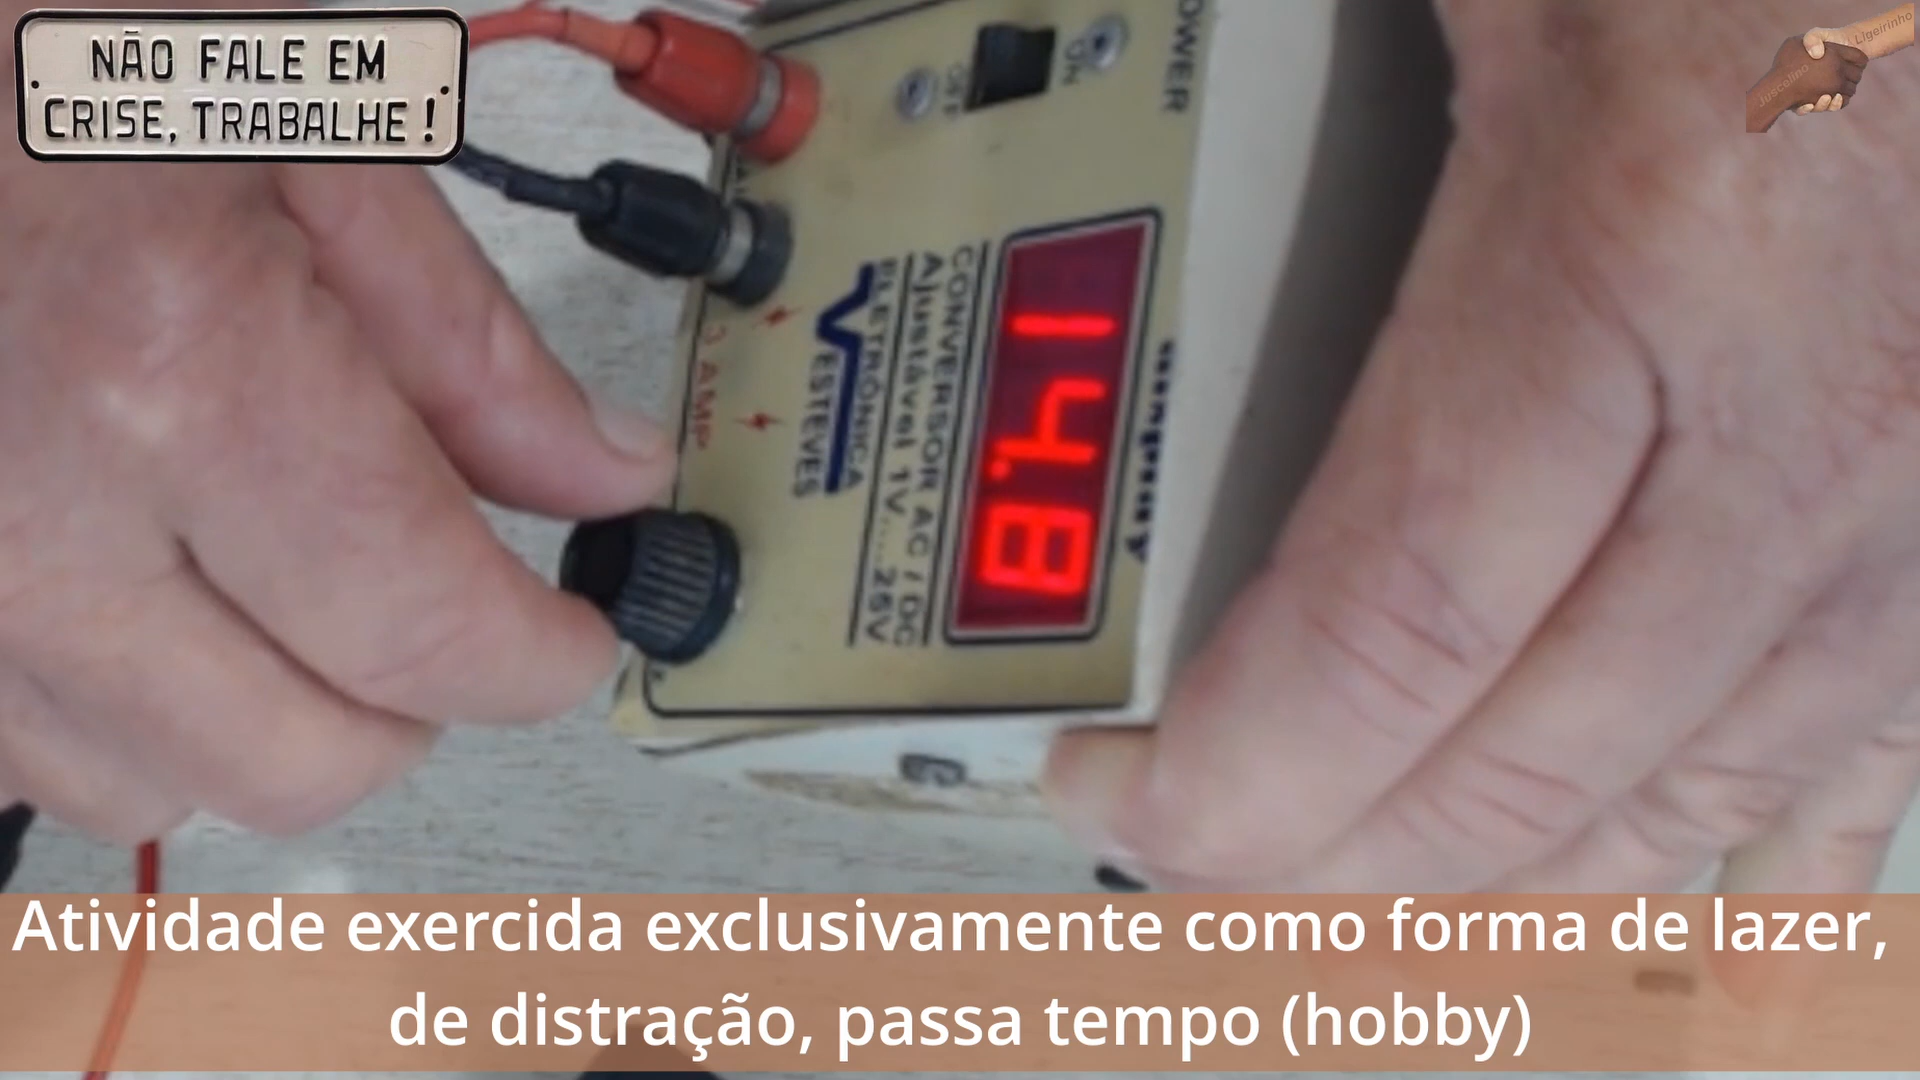 NÃO FALE EM
CRISE, TRABALHE !
Ligeirinho
Juscelino
POWER
ON
OFF
14.8
CONVERSOR AC / DC
Ajustável 1V.....25V
ELETRÔNICA
ESTEVES
3 AMP
Atividade exercida exclusivamente como forma de lazer,
de distração, passa tempo (hobby)